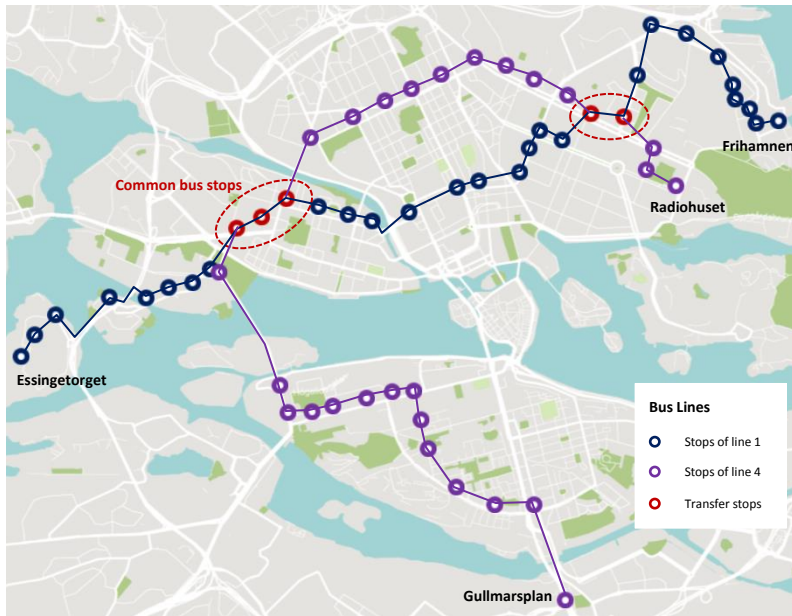 Frihamnen
Common bus stops
Radiohuset
Essingetorget
Bus Lines
Stops of line 1
Stops of line 4
Transfer stops
Gullmarsplan